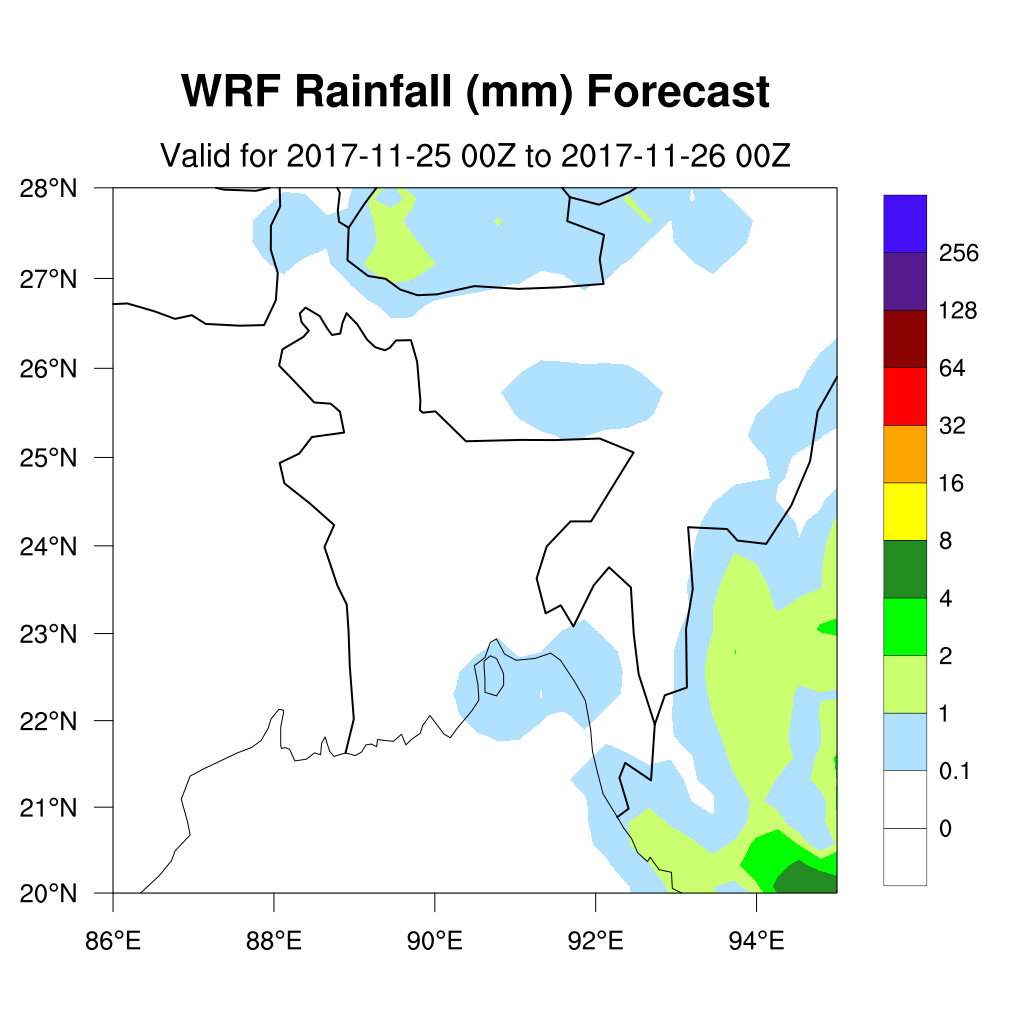 WRF Rainfall (mm) Forecast
Valid for 2017-11-25 00Z to 2017-11-26 00Z
28°N
27°N
26°N
25°N
24°N
23°N
22°N
21°N
20°N
86°E 88°E 90°E 92°E 94°E
256
128
64
32
16
8
4
2
1
0.1
0